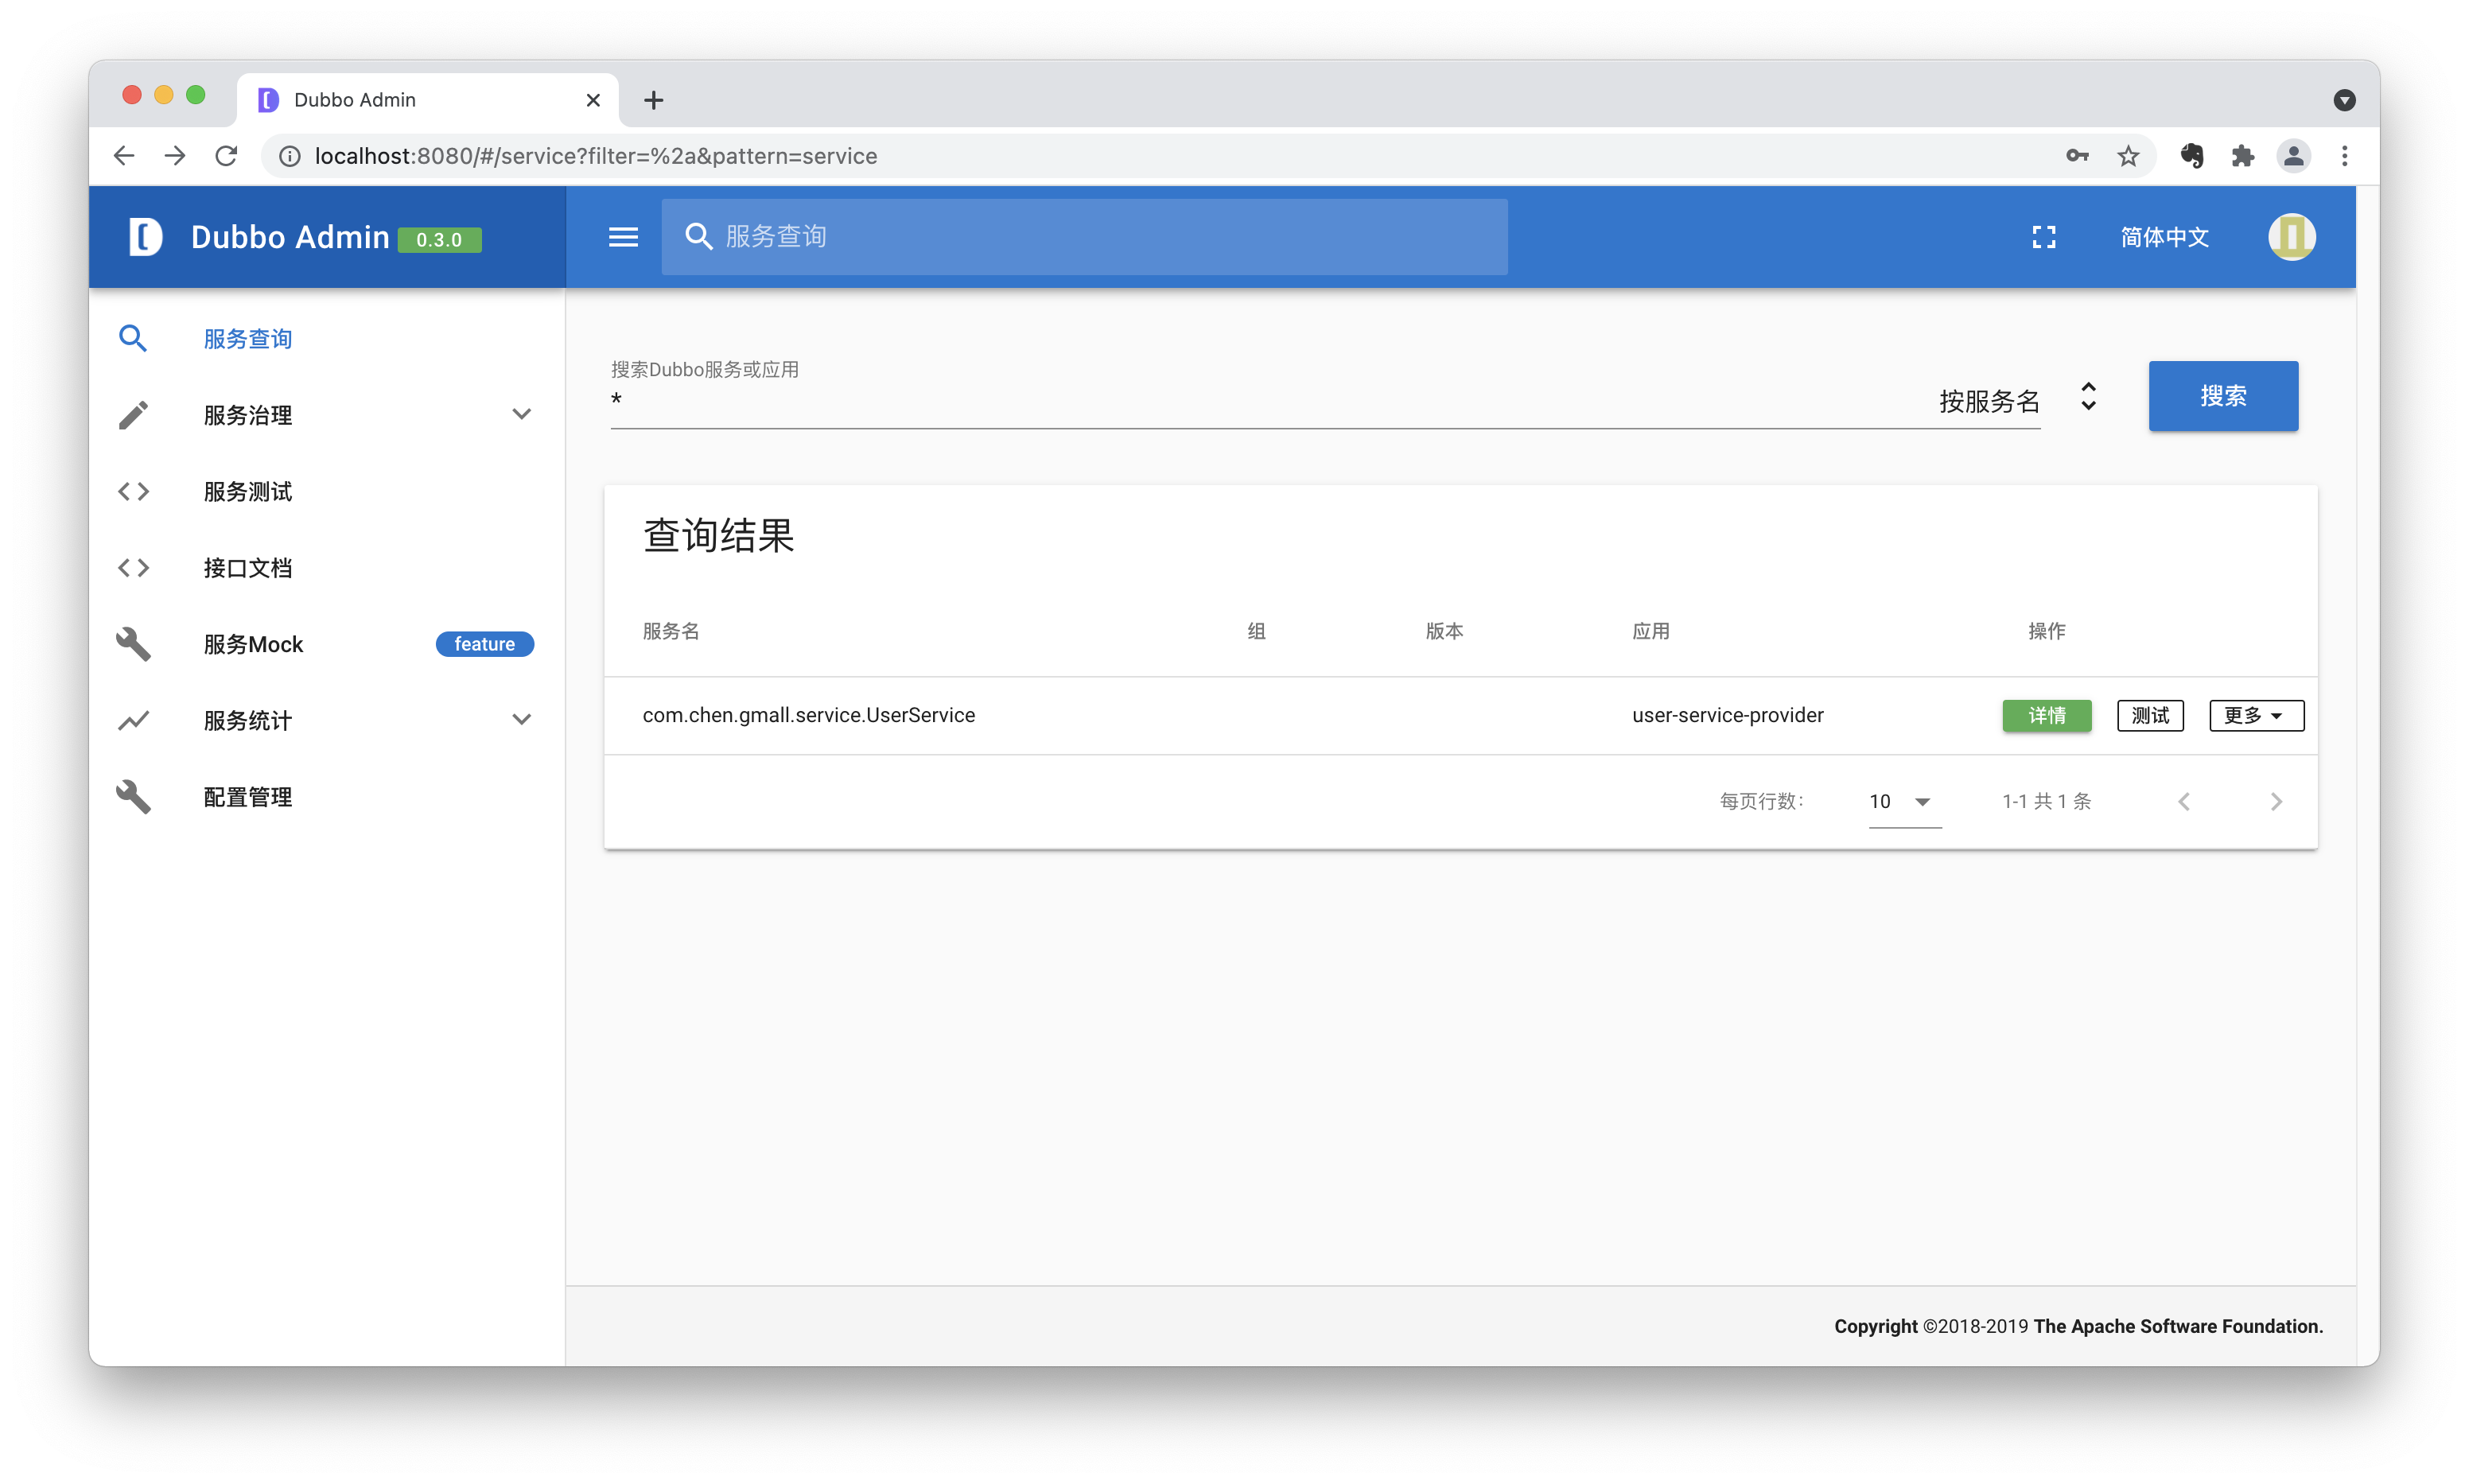 Dubbo Admin
localhost:8080/#/service?filter=%2a&pattern=service
Dubbo Admin 0.3.0
服务查询
简体中文
服务查询
服务治理
服务测试
接口文档
服务Mock feature
服务统计
配置管理
搜索Dubbo服务或应用
* 按服务名
搜索
查询结果
服务名 组 版本 应用 操作
com.chen.gmall.service.UserService user-service-provider 详情 测试 更多
每页行数: 10 1-1 共 1 条
Copyright ©2018-2019 The Apache Software Foundation.